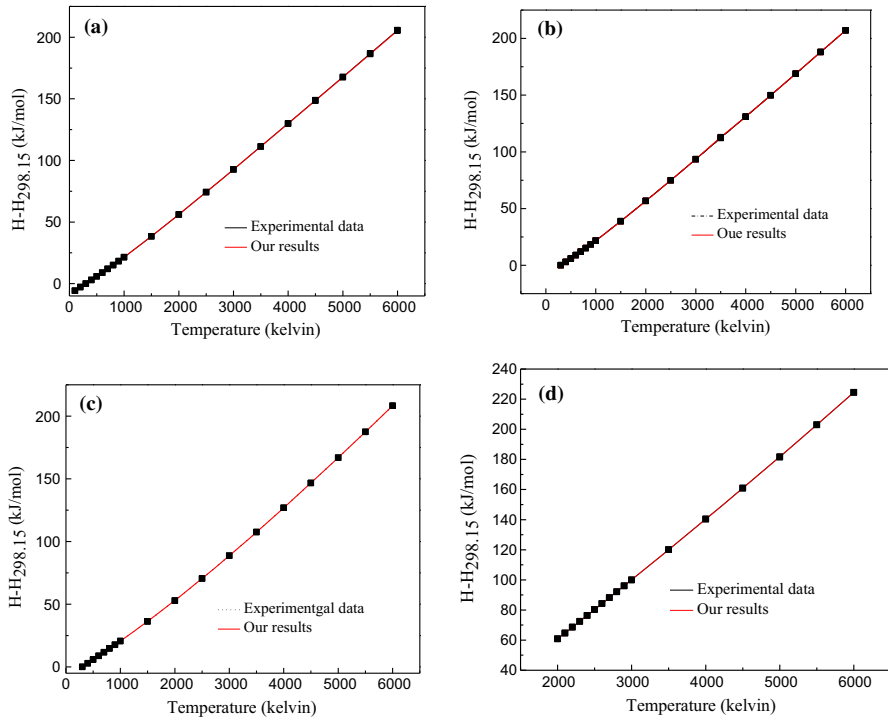 (a)
200
150
100
50
0
H-H298.15 (kJ/mol)
Experimental data
Our results
0 1000 2000 3000 4000 5000 6000
Temperature (kelvin)
(b)
200
150
100
50
0
H-H298.15 (kJ/mol)
Experimental data
Oue results
0 1000 2000 3000 4000 5000 6000
Temperature (kelvin)
(c)
200
150
100
50
0
H-H298.15 (kJ/mol)
Experimentgal data
Our results
0 1000 2000 3000 4000 5000 6000
Temperature (kelvin)
(d)
240
220
200
180
160
140
120
100
80
60
40
H-H298.15 (kJ/mol)
Experimental data
Our results
2000 3000 4000 5000 6000
Temperature (kelvin)